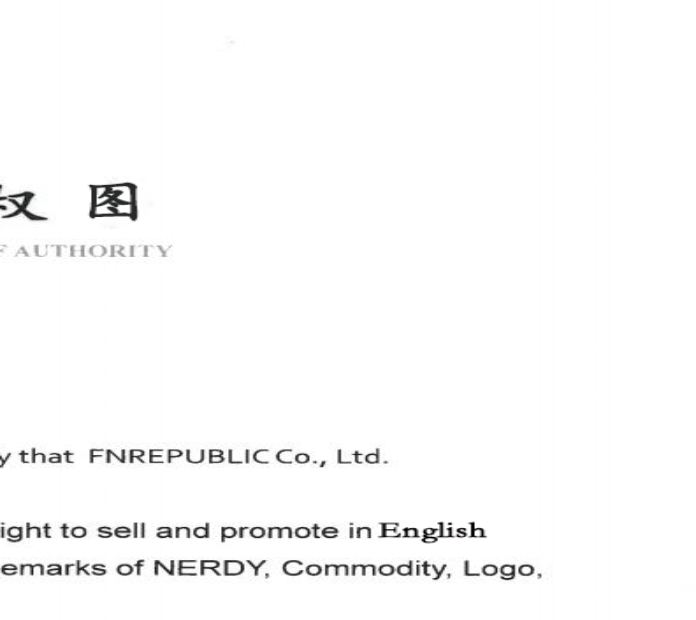 权 图
F AUTHORITY
y that FNREPUBLIC Co., Ltd.
ight to sell and promote in English
emarks of NERDY, Commodity, Logo,